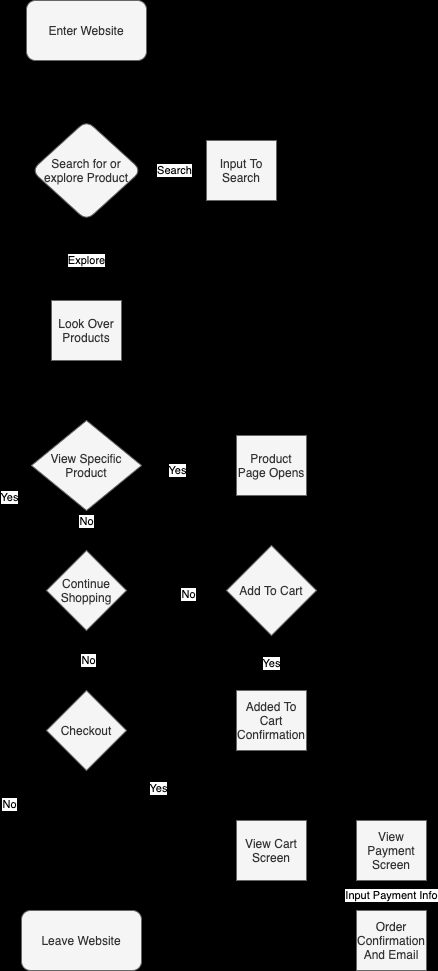 Enter Website
Search for or
explore Product
Search
Input To
Search
Explore
Look Over
Products
View Specific
Product
Yes
Product
Page Opens
Yes
No
Continue
Shopping
No
Add To Cart
No
Yes
Checkout
Added To
Cart
Confirmation
Yes
No
View Cart
Screen
View
Payment
Screen
Input Payment Info
Leave Website
Order
Confirmation
And Email